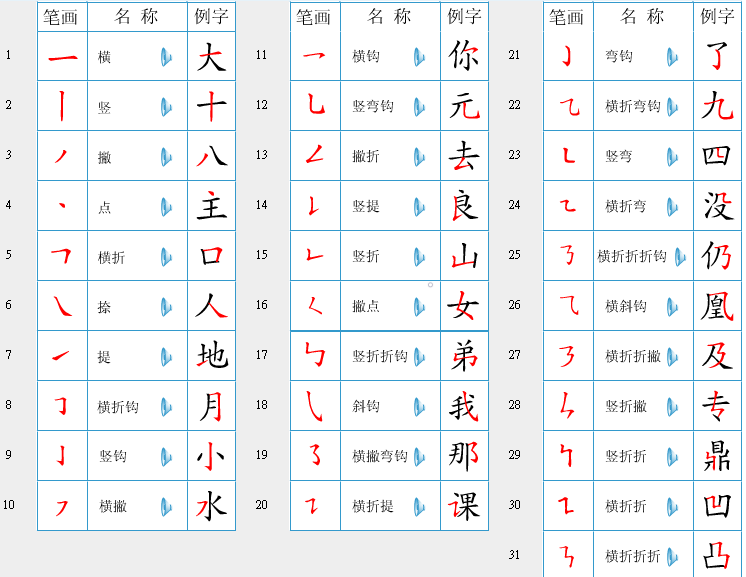 笔画 名 称 例字
1 一 横 大
2 丨 竖 十
3 丿 撇 八
4 丶 点 主
5 ㇕ 横折 口
6 ㇏ 捺 人
7 ㇀ 提 地
8 ㇆ 横折钩 月
9 亅 竖钩 小
10 ㇇ 横撇 水
笔画 名 称 例字
11 乛 横钩 你
12 乚 竖弯钩 元
13 ㇜ 撇折 去
14 ㇙ 竖提 良
15 ㇗ 竖折 山
16 ㇛ 撇点 女
17 ㇉ 竖折折钩 弟
18 ㇂ 斜钩 我
19 ㇌ 横撇弯钩 那
20 ㇊ 横折提 课
笔画 名 称 例字
21 ㇁ 弯钩 了
22 ㇈ 横折弯钩 九
23 ㇄ 竖弯 四
24 ㇍ 横折弯 没
25 ㇡ 横折折折钩 仍
26 ⺄ 横斜钩 凰
27 ㇋ 横折折撇 及
28 ㇞ 竖折撇 专
29 ㇞ 竖折折 鼎
30 ㇅ 横折折 凹
31 ㇎ 横折折折 凸